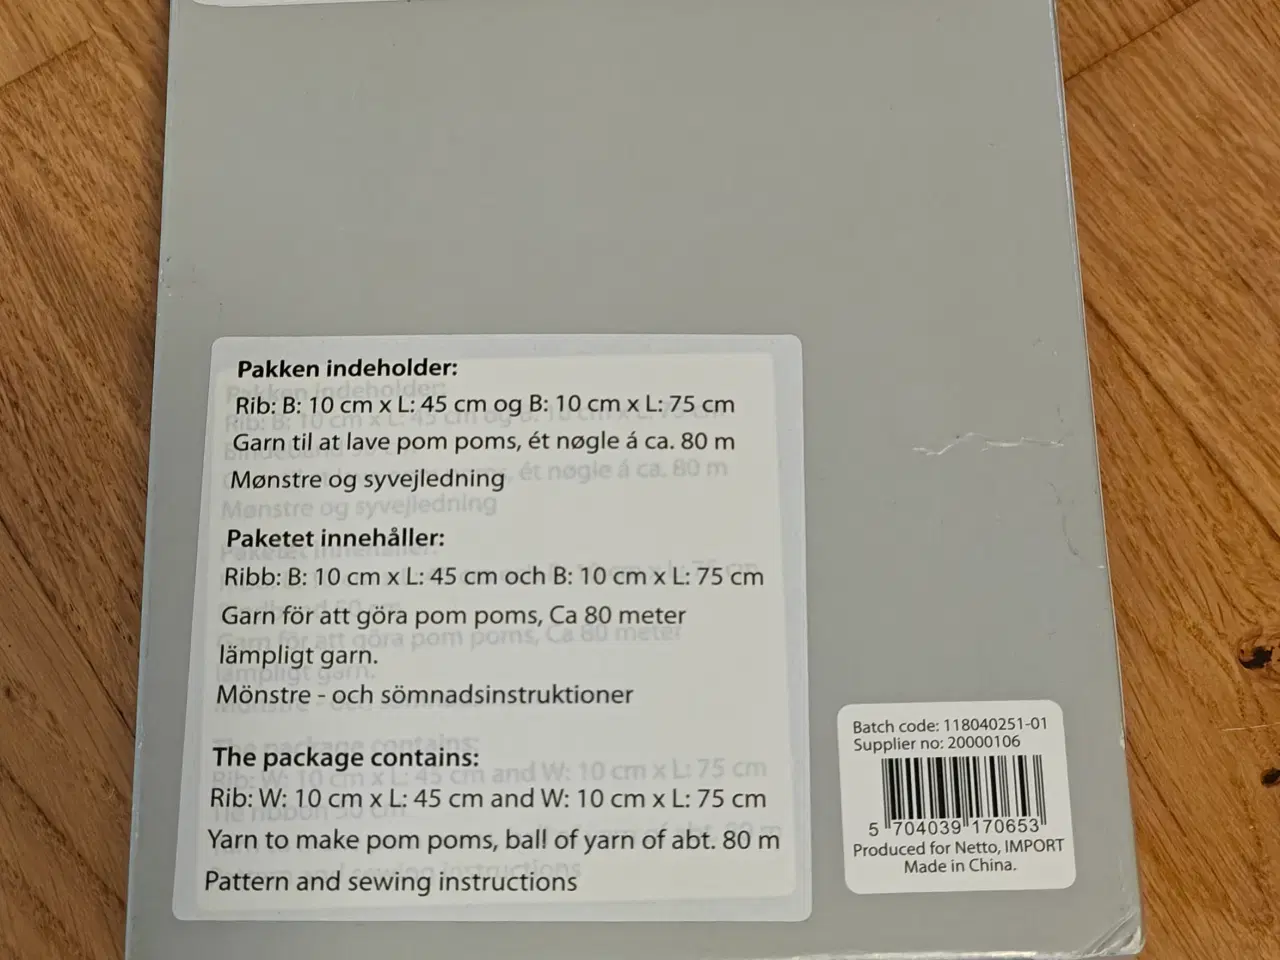 Pakken indeholder:
Rib: B: 10 cm x L: 45 cm og B: 10 cm x L: 75 cm
Garn til at lave pom poms, ét nøgle á ca. 80 m
Mønstre og syvejledning
Paketet innehåller:
Ribb: B: 10 cm x L: 45 cm och B: 10 cm x L: 75 cm
Garn för att göra pom poms, Ca 80 meter
lämpligt garn.
Mönstre - och sömnadsinstruktioner
The package contains:
Rib: W: 10 cm x L: 45 cm and W: 10 cm x L: 75 cm
Yarn to make pom poms, ball of yarn of abt. 80 m
Pattern and sewing instructions
Batch code: 118040251-01
Supplier no: 20000106
5 704039 170653
Produced for Netto, IMPORT
Made in China.